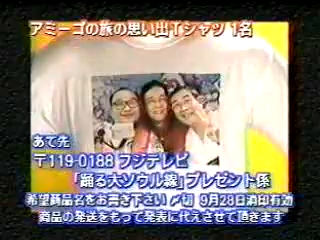 アミーゴの旅の思い出Tシャツ 1名
あて先
〒119-0188 フジテレビ
「踊る大ソウル線」プレゼント係
希望商品名をお書き下さい 〆切 9月28日消印有効
商品の発送をもって発表に代えさせて頂きます